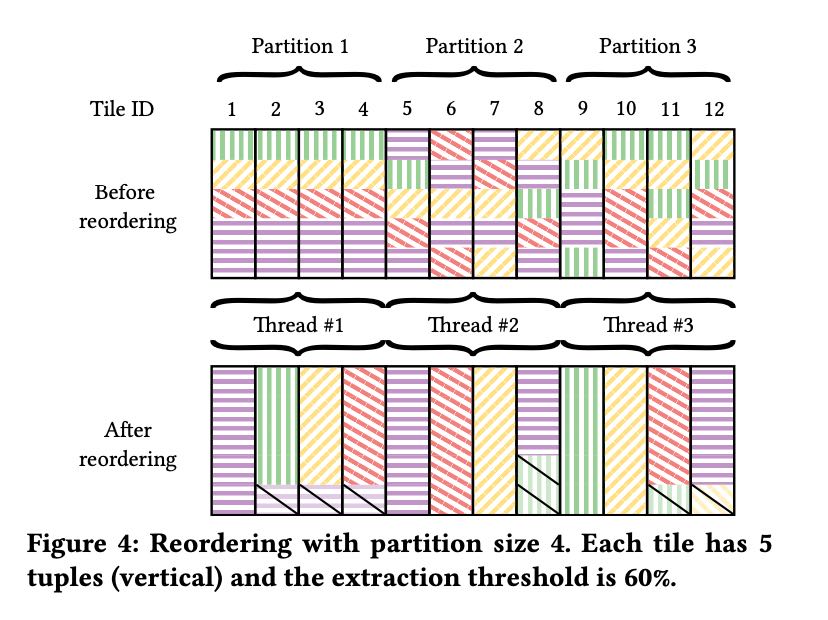 Partition 1 Partition 2 Partition 3
Tile ID 1 2 3 4 5 6 7 8 9 10 11 12
Before
reordering
Thread #1 Thread #2 Thread #3
After
reordering
Figure 4: Reordering with partition size 4. Each tile has 5
tuples (vertical) and the extraction threshold is 60%.